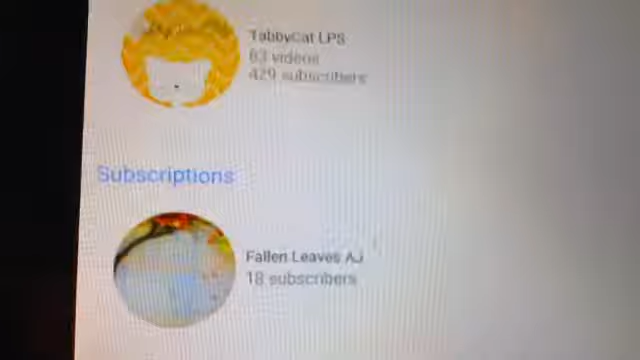 TabbyCat LPS
63 videos
429 subscribers
Subscriptions
Fallen Leaves AJ
18 subscribers